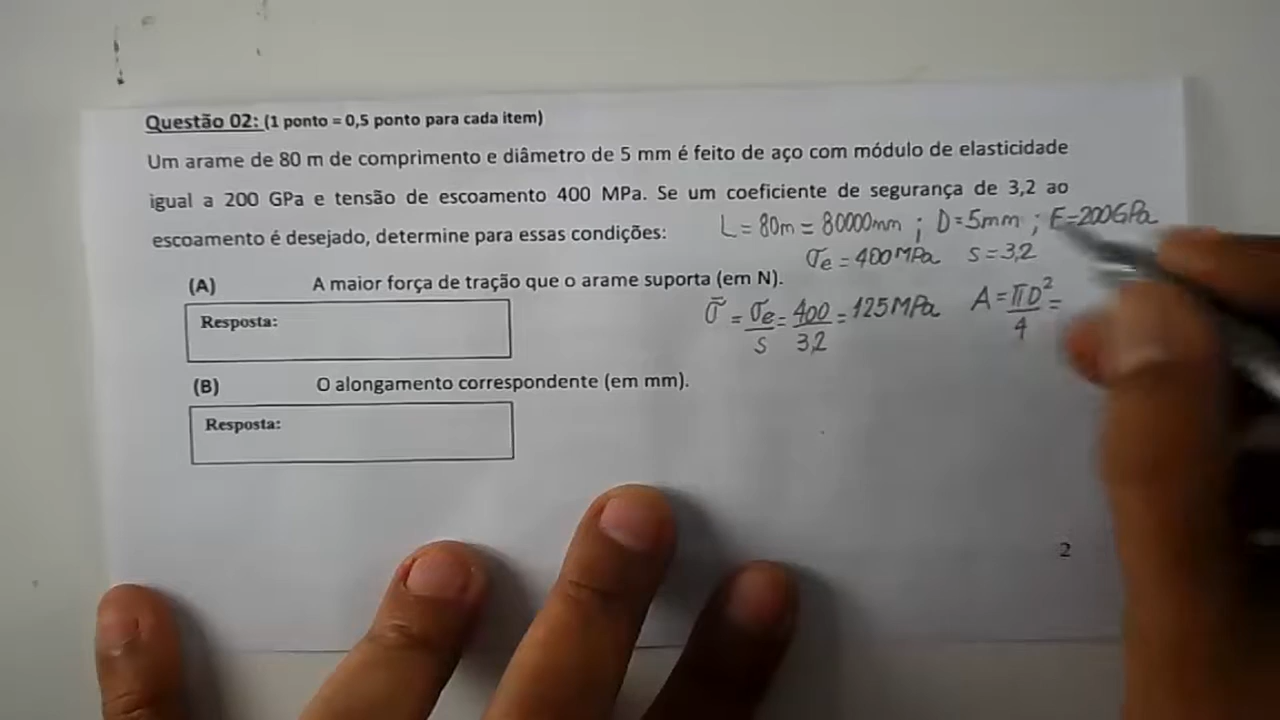 Questão 02: (1 ponto = 0,5 ponto para cada item)
Um arame de 80 m de comprimento e diâmetro de 5 mm é feito de aço com módulo de elasticidade
igual a 200 GPa e tensão de escoamento 400 MPa. Se um coeficiente de segurança de 3,2 ao
escoamento é desejado, determine para essas condições:
L = 80m = 80000mm ; D = 5mm ; E = 200GPa
σe = 400MPa s = 3,2
(A) A maior força de tração que o arame suporta (em N).
σ̄ = σe/s = 400/3,2 = 125MPa A = πD²/4 =
Resposta:
(B) O alongamento correspondente (em mm).
Resposta:
2